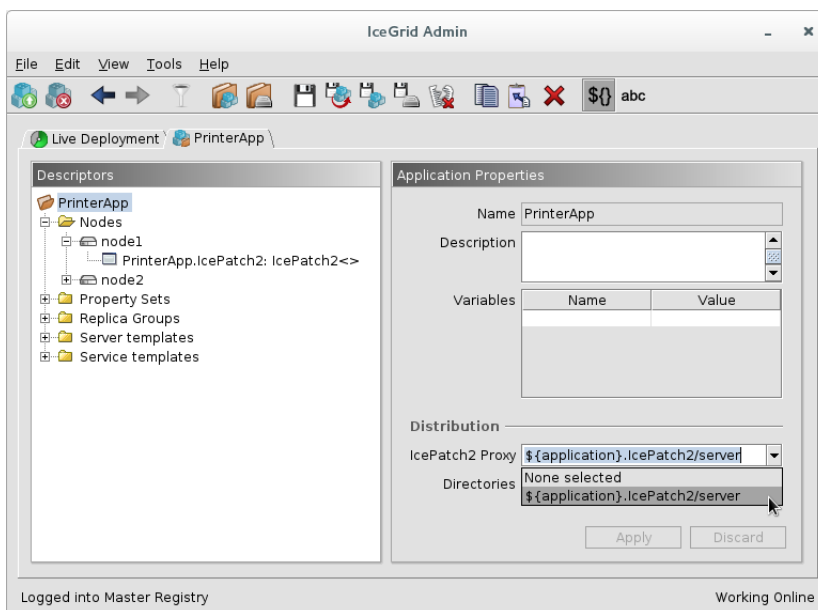 IceGrid Admin
File Edit View Tools Help
${} abc
Live Deployment PrinterApp
Descriptors
PrinterApp
Nodes
node1
PrinterApp.IcePatch2: IcePatch2<>
node2
Property Sets
Replica Groups
Server templates
Service templates
Application Properties
Name PrinterApp
Description
Variables Name Value
Distribution
IcePatch2 Proxy ${application}.IcePatch2/server
Directories None selected
${application}.IcePatch2/server
Apply Discard
Logged into Master Registry Working Online